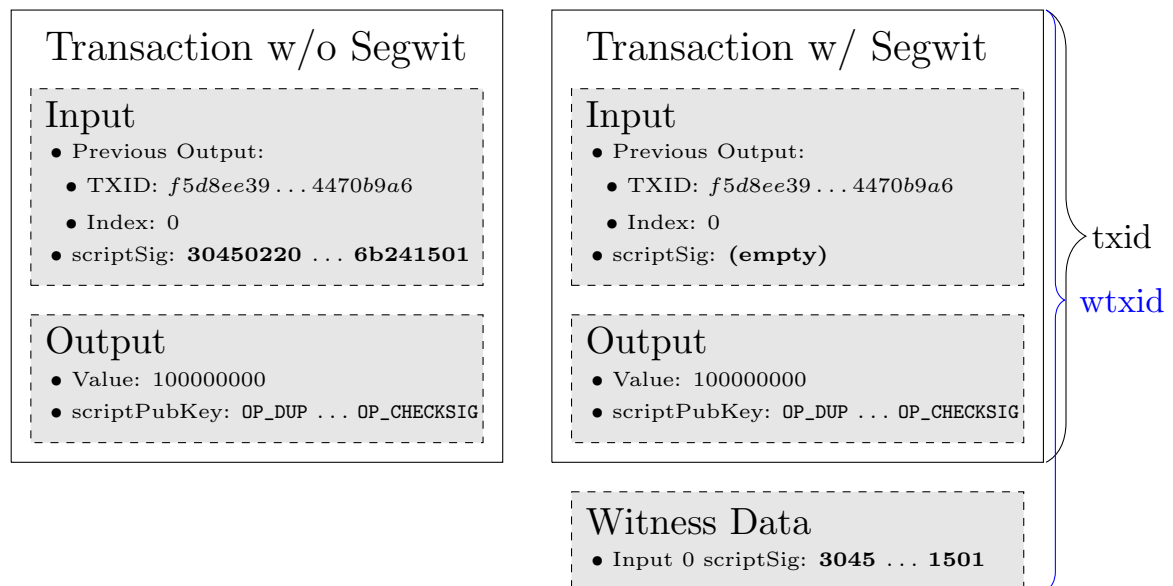 Transaction w/o Segwit
Input
• Previous Output:
• TXID: f5d8ee39 . . . 4470b9a6
• Index: 0
• scriptSig: 30450220 . . . 6b241501
Output
• Value: 100000000
• scriptPubKey: OP_DUP . . . OP_CHECKSIG
Transaction w/ Segwit
Input
• Previous Output:
• TXID: f5d8ee39 . . . 4470b9a6
• Index: 0
• scriptSig: (empty)
Output
• Value: 100000000
• scriptPubKey: OP_DUP . . . OP_CHECKSIG
Witness Data
• Input 0 scriptSig: 3045 . . . 1501
txid
wtxid